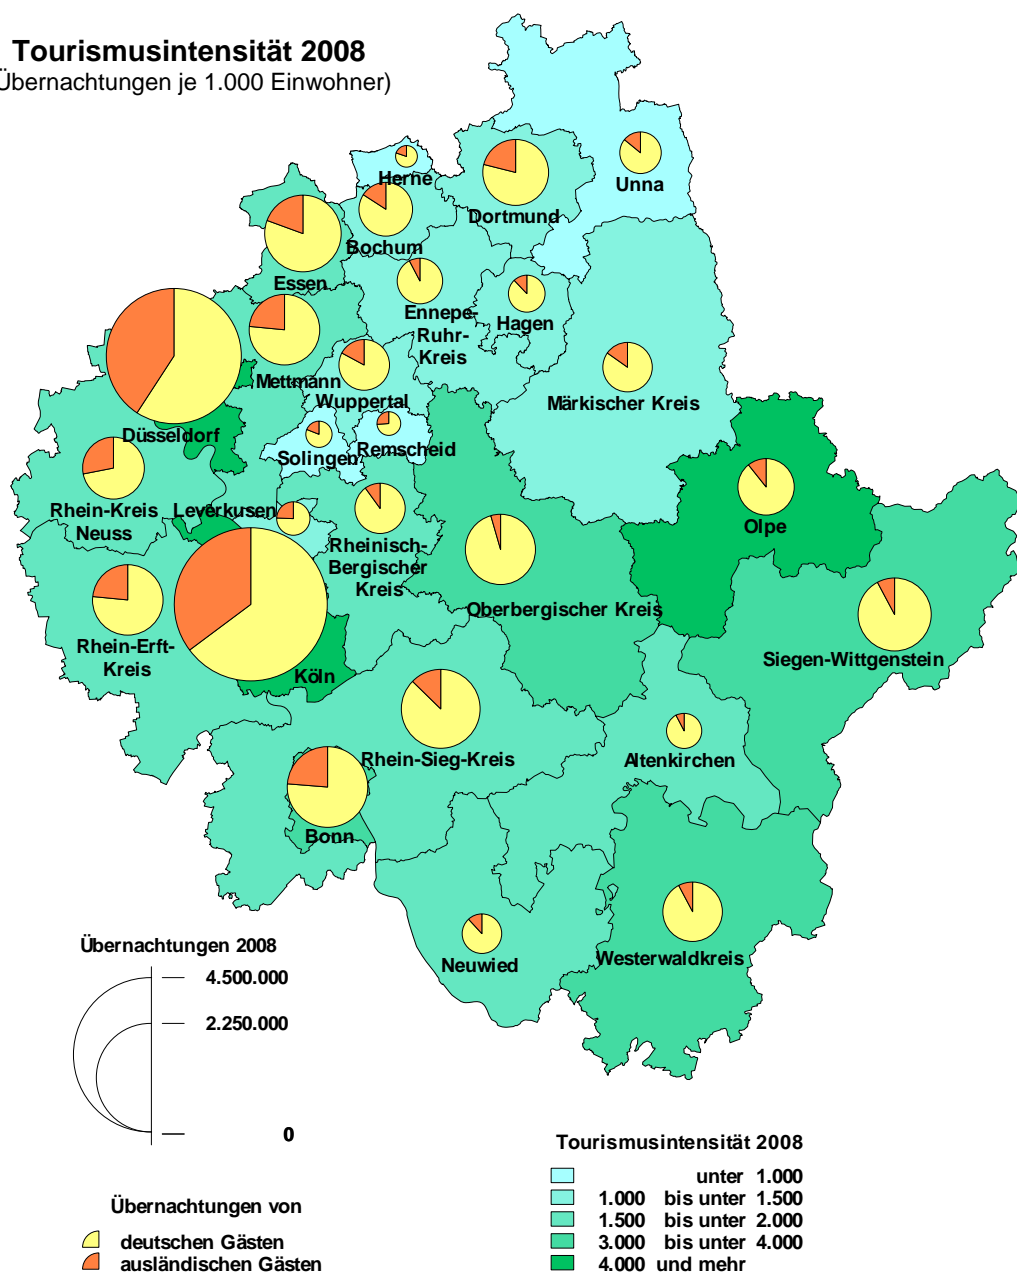 Tourismusintensität 2008
Übernachtungen je 1.000 Einwohner)
Herne
Unna
Dortmund
Bochum
Essen
Ennepe-
Ruhr-
Kreis
Hagen
Mettmann
Wuppertal
Märkischer Kreis
Düsseldorf
Solingen
Remscheid
Rhein-Kreis
Neuss
Leverkusen
Olpe
Rheinisch-
Bergischer
Kreis
Oberbergischer Kreis
Rhein-Erft-
Kreis
Köln
Siegen-Wittgenstein
Rhein-Sieg-Kreis
Altenkirchen
Bonn
Neuwied
Westerwaldkreis
Übernachtungen 2008
4.500.000
2.250.000
0
Übernachtungen von
deutschen Gästen
ausländischen Gästen
Tourismusintensität 2008
unter 1.000
1.000 bis unter 1.500
1.500 bis unter 2.000
3.000 bis unter 4.000
4.000 und mehr